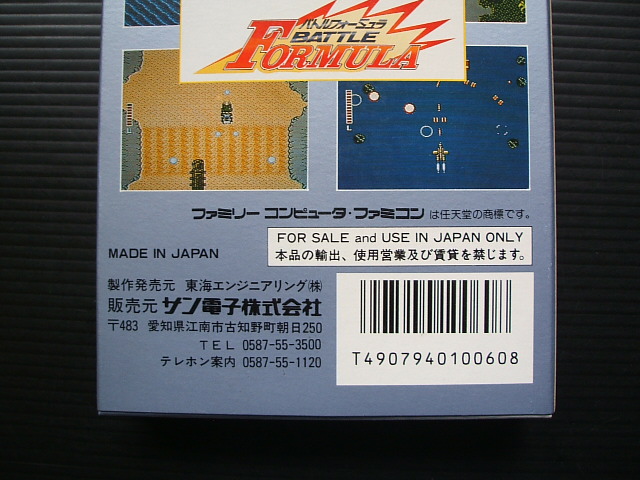 バトルフォーミュラ
BATTLE
FORMULA
ファミリー コンピュータ・ファミコン は任天堂の商標です。
FOR SALE and USE IN JAPAN ONLY
本品の輸出、使用営業及び賃貸を禁じます。
MADE IN JAPAN
製作発売元 東海エンジニアリング㈱
販売元 サン電子株式会社
〒483 愛知県江南市古知野町朝日250
TEL 0587-55-3500
テレホン案内 0587-55-1120
T4907940100608